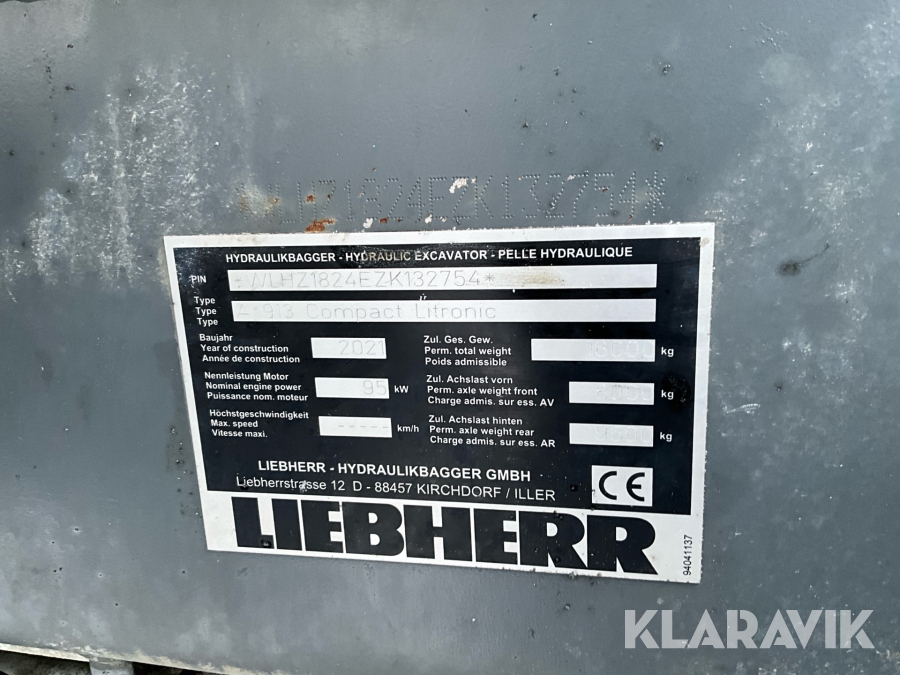 *WLHZ1824EZK132754*
HYDRAULIKBAGGER - HYDRAULIC EXCAVATOR - PELLE HYDRAULIQUE
PIN *WLHZ1824EZK132754*
Type
Type
Type
A 913 Compact Litronic
Baujahr
Year of construction
Année de construction
2021
Nennleistung Motor
Nominal engine power
Puissance nom. moteur
95 kW
Höchstgeschwindigkeit
Max. speed
Vitesse maxi.
----- km/h
Zul. Ges. Gew.
Perm. total weight
Poids admissible
kg
Zul. Achslast vorn
Perm. axle weight front
Charge admis. sur ess. AV
kg
Zul. Achslast hinten
Perm. axle weight rear
Charge admis. sur ess. AR
kg
LIEBHERR - HYDRAULIKBAGGER GMBH
Liebherrstrasse 12 D - 88457 KIRCHDORF / ILLER
CE
LIEBHERR
94041137
KLARAVIK